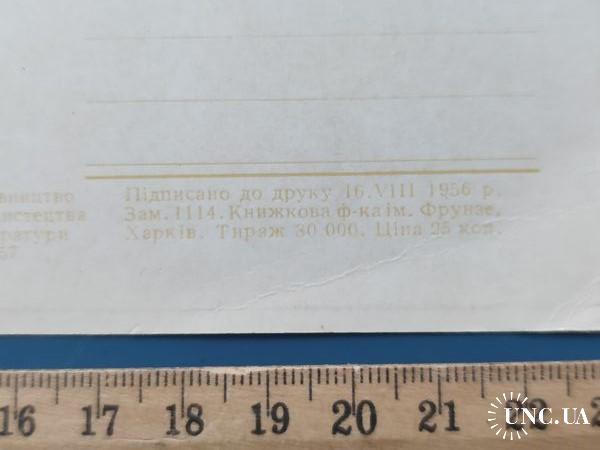 Підписано до друку 16.VIII 1956 р.
Зам. 1114. Книжкова ф-ка ім. Фрунзе,
Харків. Тираж 30 000. Ціна 25 коп.
16 17 18 19 20 21 22
UNC.UA